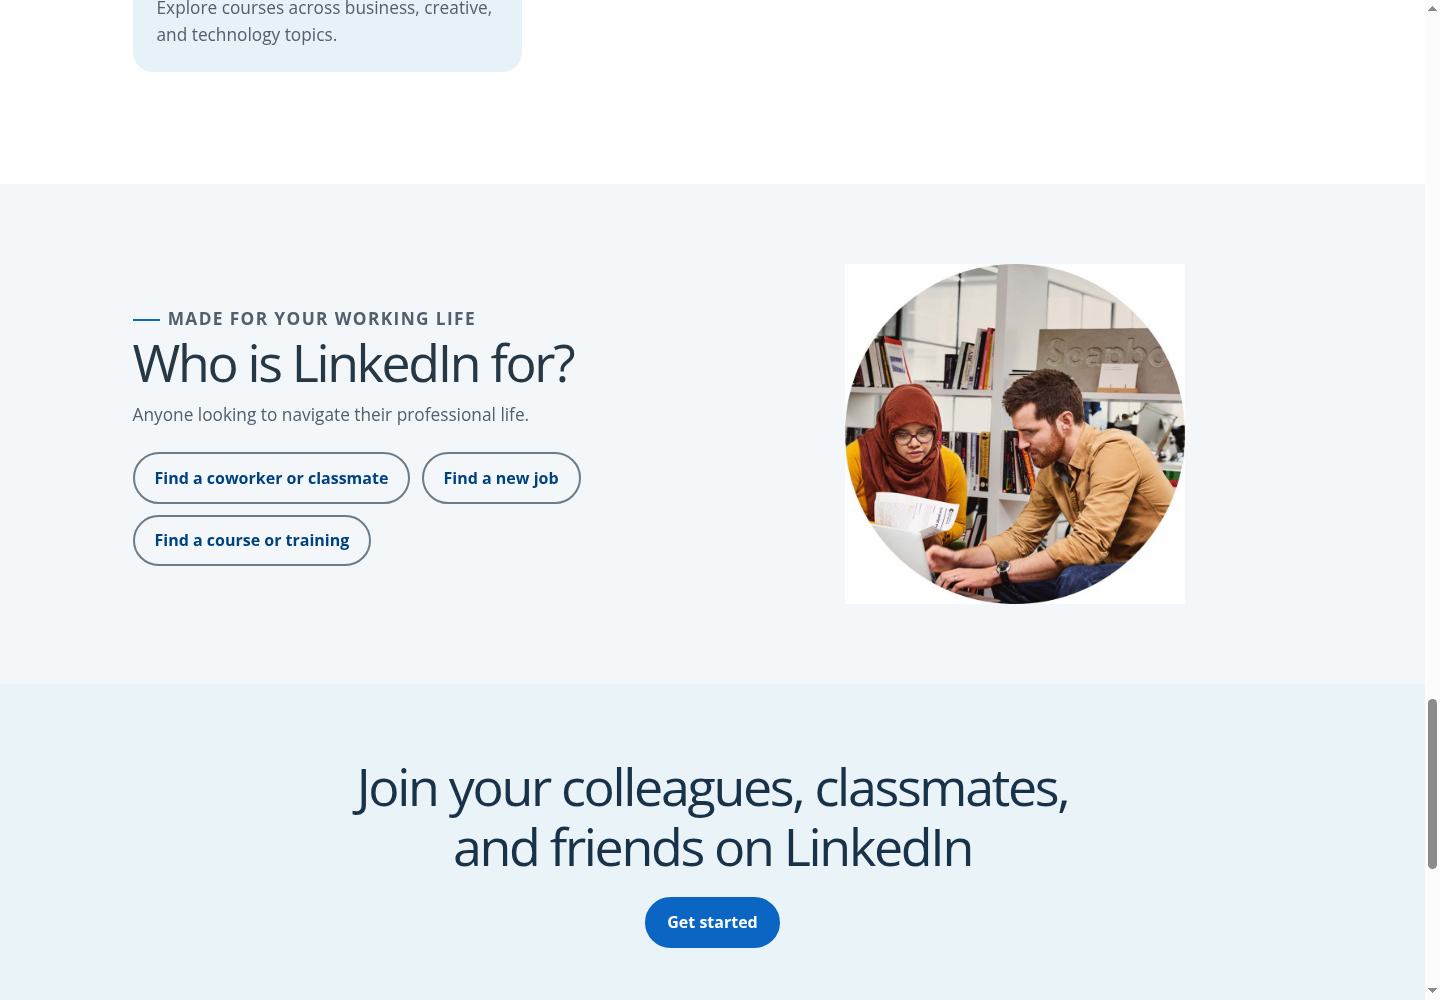 Explore courses across business, creative,
and technology topics.
MADE FOR YOUR WORKING LIFE
Who is LinkedIn for?
Anyone looking to navigate their professional life.
Find a coworker or classmate
Find a new job
Find a course or training
Join your colleagues, classmates,
and friends on LinkedIn
Get started